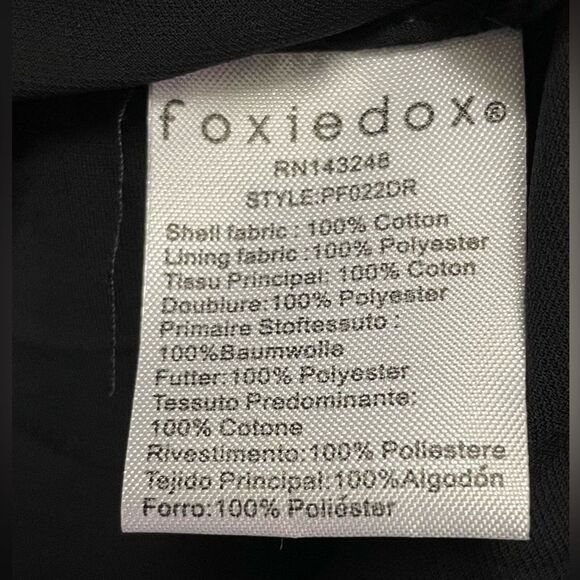 foxiedox®
RN143248
STYLE:PF022DR
Shell fabric : 100% Cotton
Lining fabric : 100% Polyester
Tissu Principal: 100% Coton
Doublure: 100% Polyester
Primaire Stoftessuto :
100%Baumwolle
Futter: 100% Polyester
Tessuto Predominante:
100% Cotone
Rivestimento: 100% Poliestere
Tejido Principal: 100%Algodón
Forro: 100% Poliéster